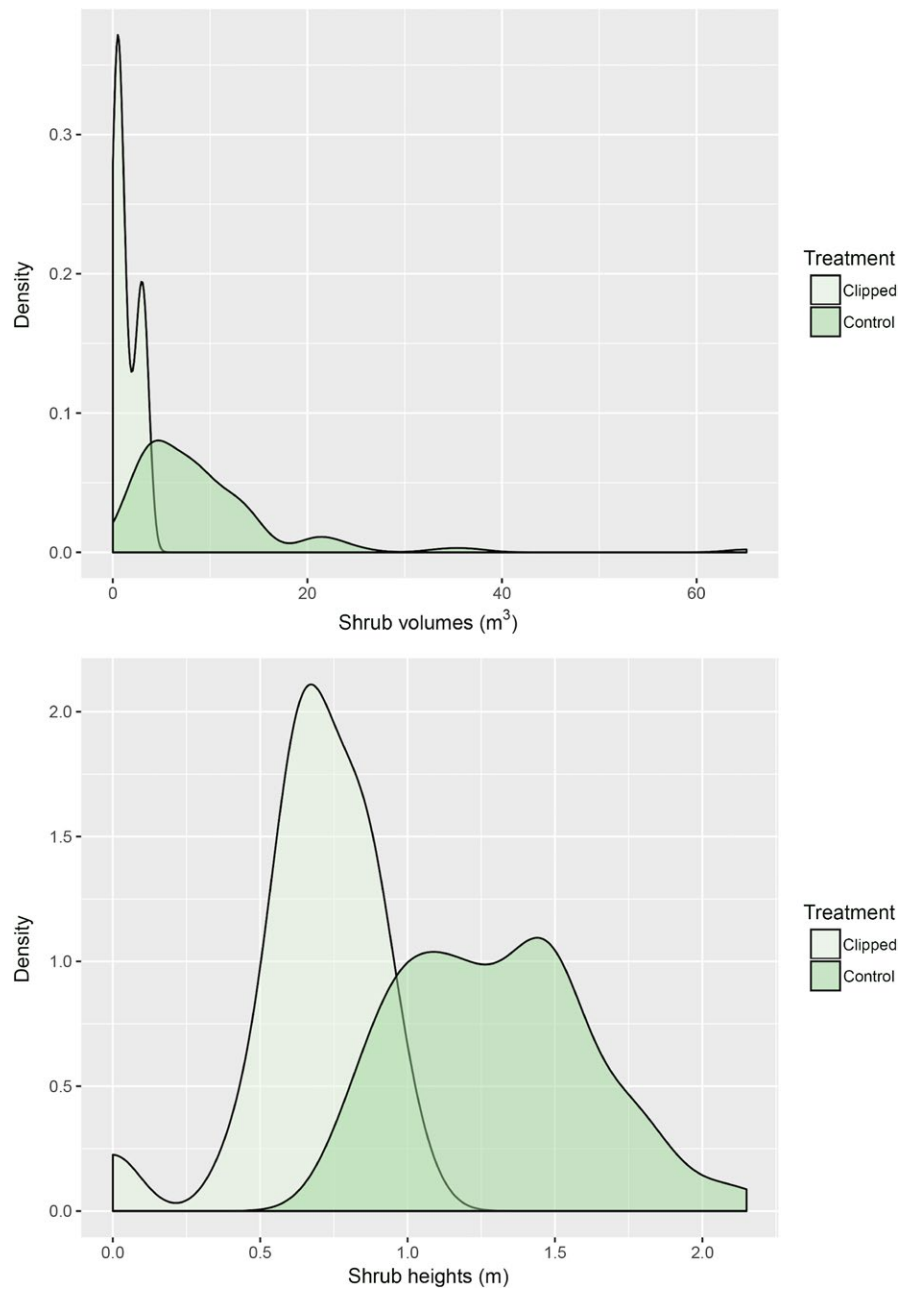 0.3
0.2
0.1
0.0
Density
0 20 40 60
Shrub volumes (m³)
Treatment
Clipped
Control
2.0
1.5
1.0
0.5
0.0
Density
0.0 0.5 1.0 1.5 2.0
Shrub heights (m)
Treatment
Clipped
Control